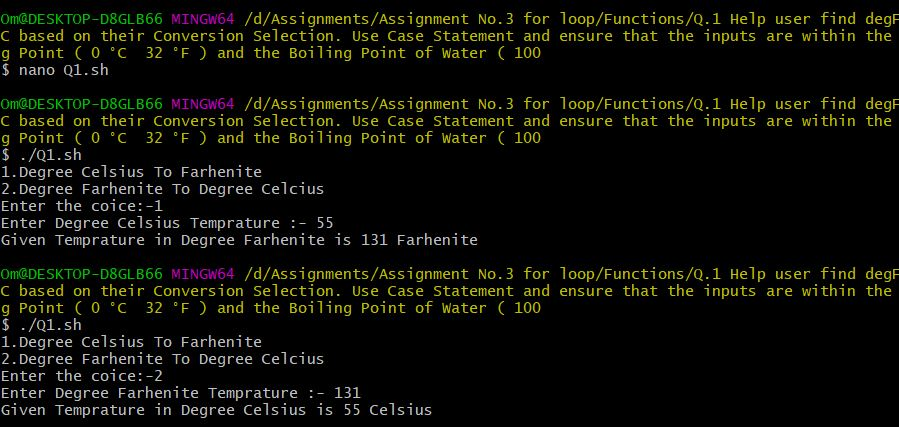 Om@DESKTOP-D8GLB66 MINGW64 /d/Assignments/Assignment No.3 for loop/Functions/Q.1 Help user find degF
C based on their Conversion Selection. Use Case Statement and ensure that the inputs are within the
g Point ( 0 °C  32 °F ) and the Boiling Point of Water ( 100
$ nano Q1.sh
Om@DESKTOP-D8GLB66 MINGW64 /d/Assignments/Assignment No.3 for loop/Functions/Q.1 Help user find degF
C based on their Conversion Selection. Use Case Statement and ensure that the inputs are within the
g Point ( 0 °C  32 °F ) and the Boiling Point of Water ( 100
$ ./Q1.sh
1.Degree Celsius To Farhenite
2.Degree Farhenite To Degree Celcius
Enter the coice:-1
Enter Degree Celsius Temprature :- 55
Given Temprature in Degree Farhenite is 131 Farhenite
Om@DESKTOP-D8GLB66 MINGW64 /d/Assignments/Assignment No.3 for loop/Functions/Q.1 Help user find degF
C based on their Conversion Selection. Use Case Statement and ensure that the inputs are within the
g Point ( 0 °C  32 °F ) and the Boiling Point of Water ( 100
$ ./Q1.sh
1.Degree Celsius To Farhenite
2.Degree Farhenite To Degree Celcius
Enter the coice:-2
Enter Degree Farhenite Temprature :- 131
Given Temprature in Degree Celsius is 55 Celsius